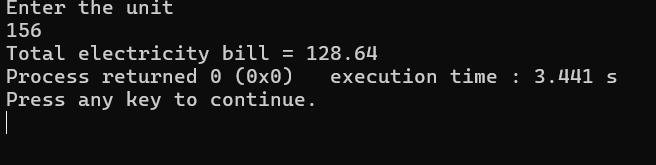 Enter the unit
156
Total electricity bill = 128.64
Process returned 0 (0x0)   execution time : 3.441 s
Press any key to continue.